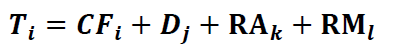 T_i = CF_i + D_j + RA_k + RM_l